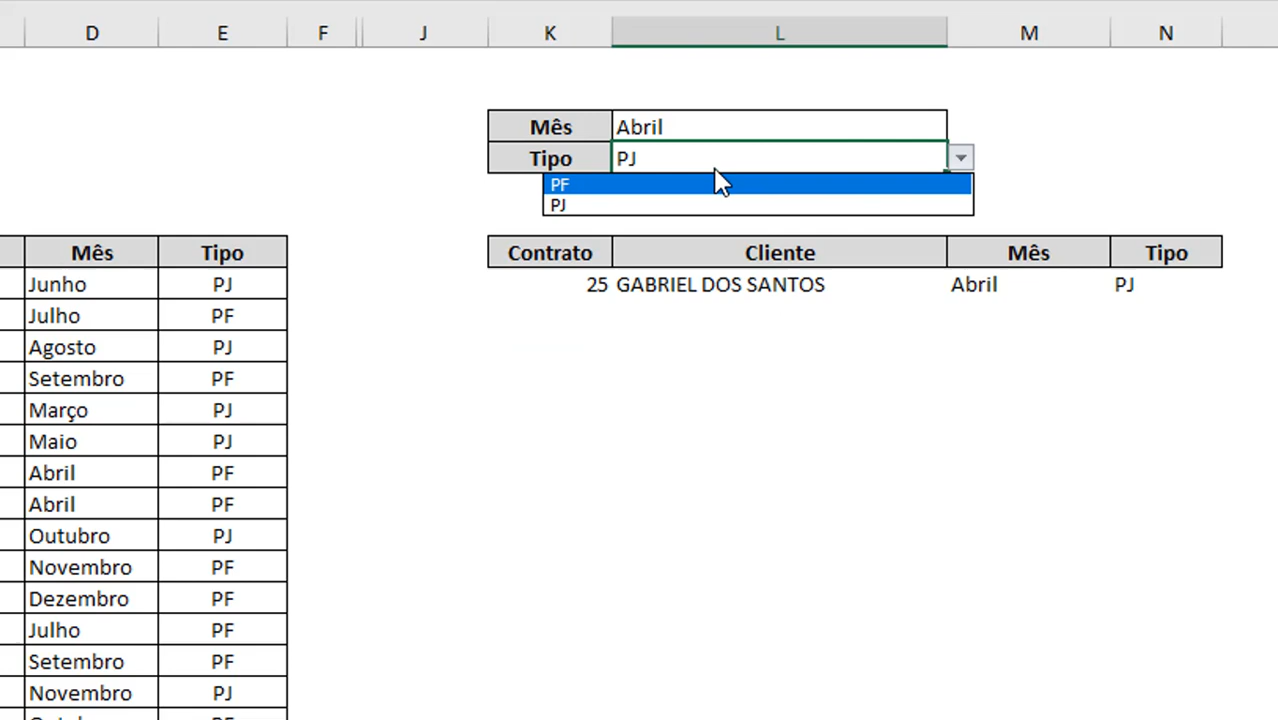 D E F J K L M N
Mês Abril
Tipo PJ
PF
PJ
Mês Tipo Contrato Cliente Mês Tipo
Junho PJ 25 GABRIEL DOS SANTOS Abril PJ
Julho PF
Agosto PJ
Setembro PF
Março PJ
Maio PJ
Abril PF
Abril PF
Outubro PJ
Novembro PF
Dezembro PF
Julho PF
Setembro PF
Novembro PJ